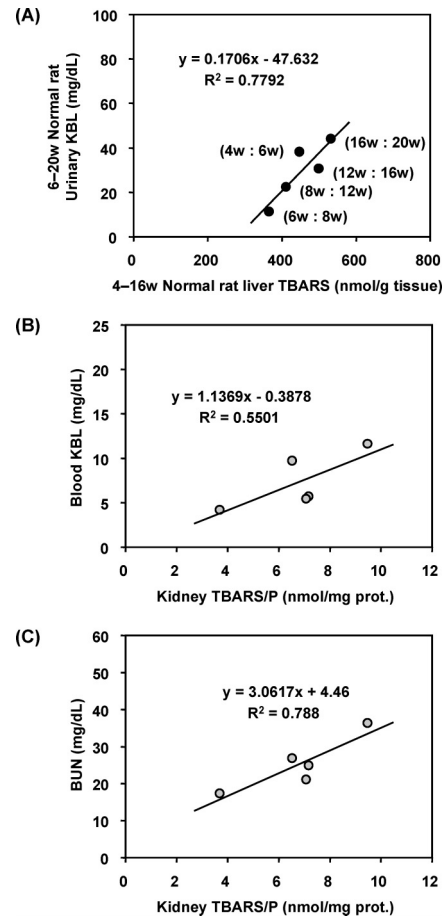 (A)
y = 0.1706x - 47.632
R² = 0.7792
6–20w Normal rat
Urinary KBL (mg/dL)
100
80
60
40
20
0
(4w : 6w)
(16w : 20w)
(12w : 16w)
(8w : 12w)
(6w : 8w)
0 200 400 600 800
4–16w Normal rat liver TBARS (nmol/g tissue)
(B)
y = 1.1369x - 0.3878
R² = 0.5501
Blood KBL (mg/dL)
25
20
15
10
5
0
0 2 4 6 8 10 12
Kidney TBARS/P (nmol/mg prot.)
(C)
y = 3.0617x + 4.46
R² = 0.788
BUN (mg/dL)
60
50
40
30
20
10
0
0 2 4 6 8 10 12
Kidney TBARS/P (nmol/mg prot.)